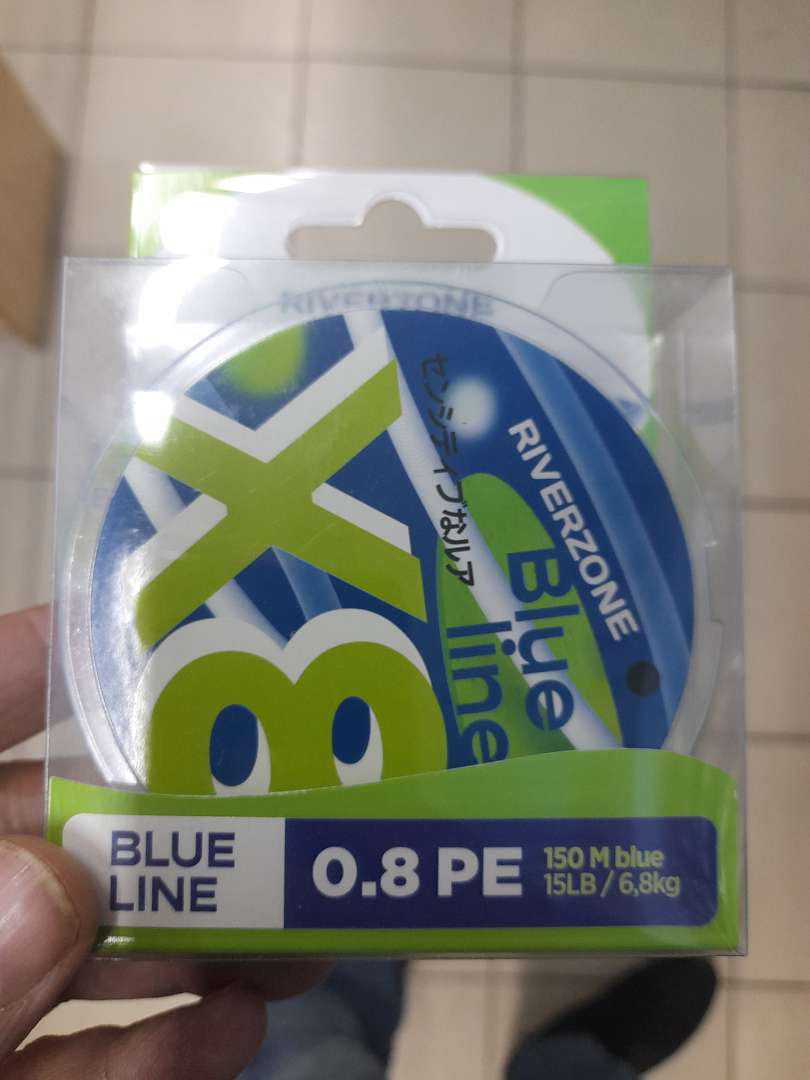 RIVERZONE
8X
センシティブなルア
RIVERZONE
Blue
line
BLUE
LINE
0.8 PE
150 M blue
15LB / 6,8kg